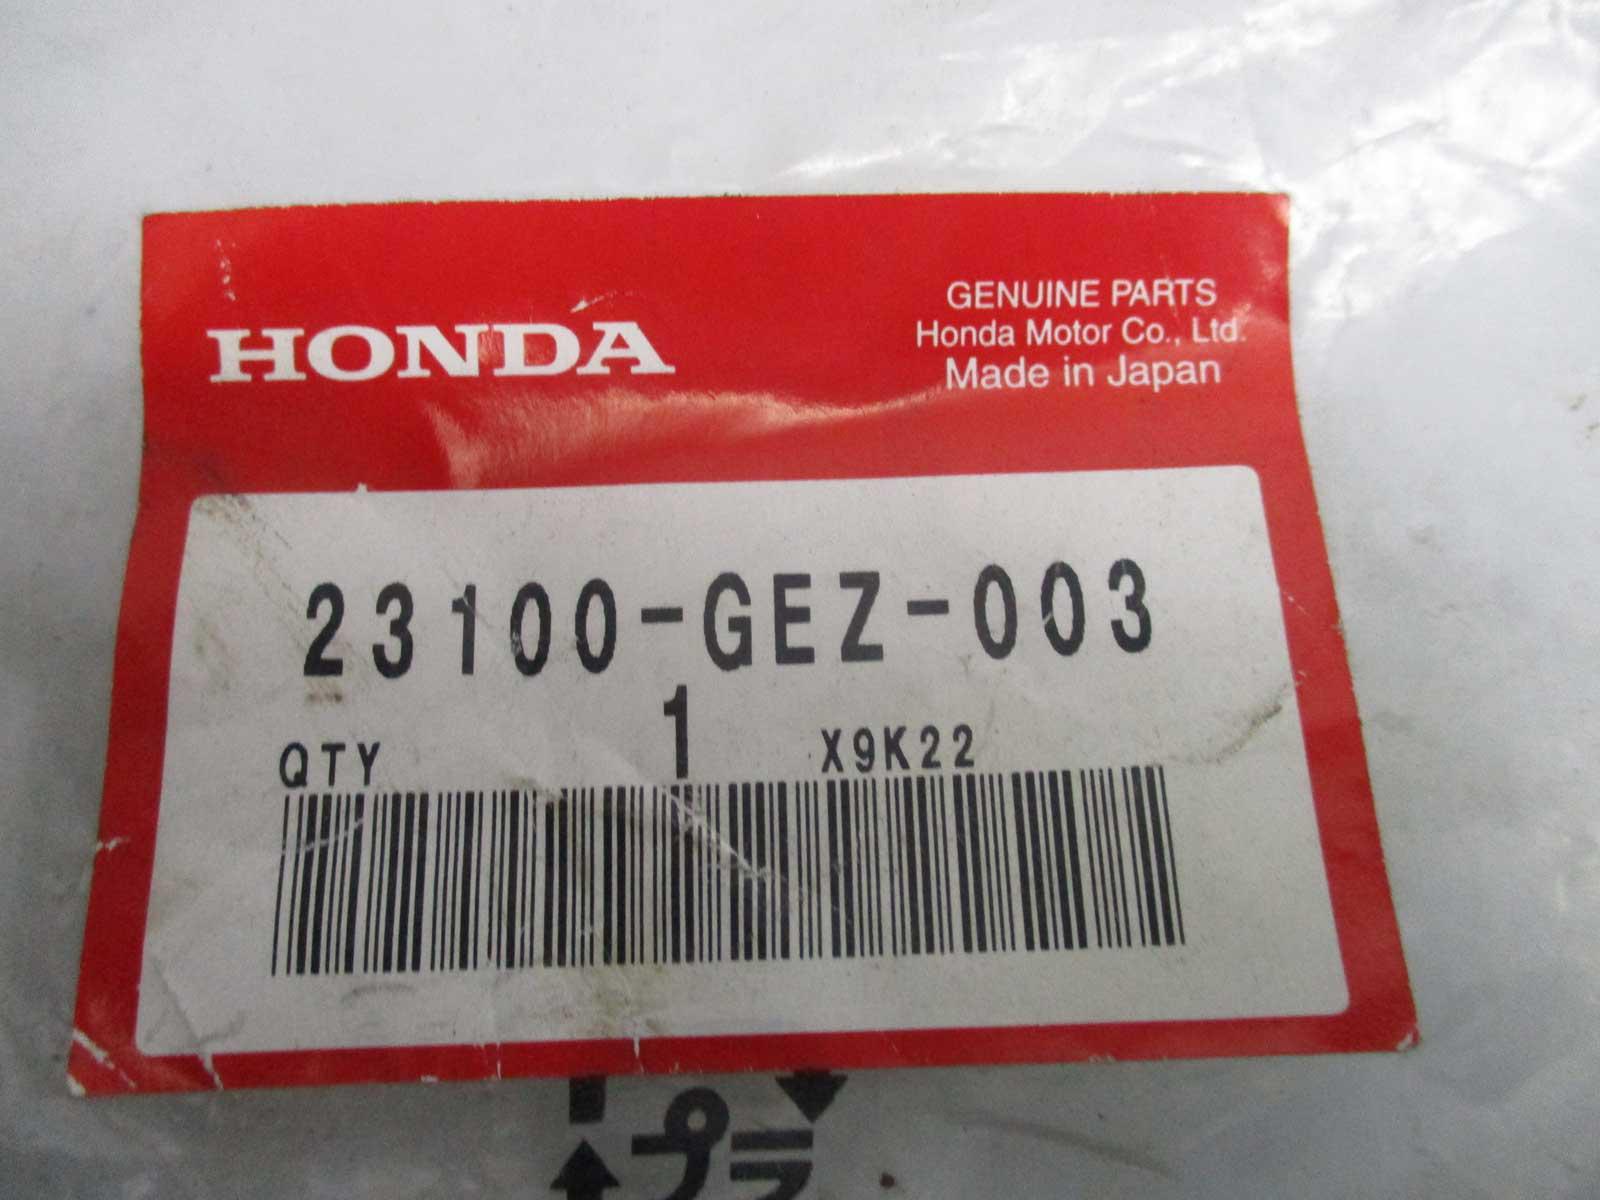 HONDA
GENUINE PARTS
Honda Motor Co., Ltd.
Made in Japan
23100-GEZ-003
QTY 1 X9K22
プラ